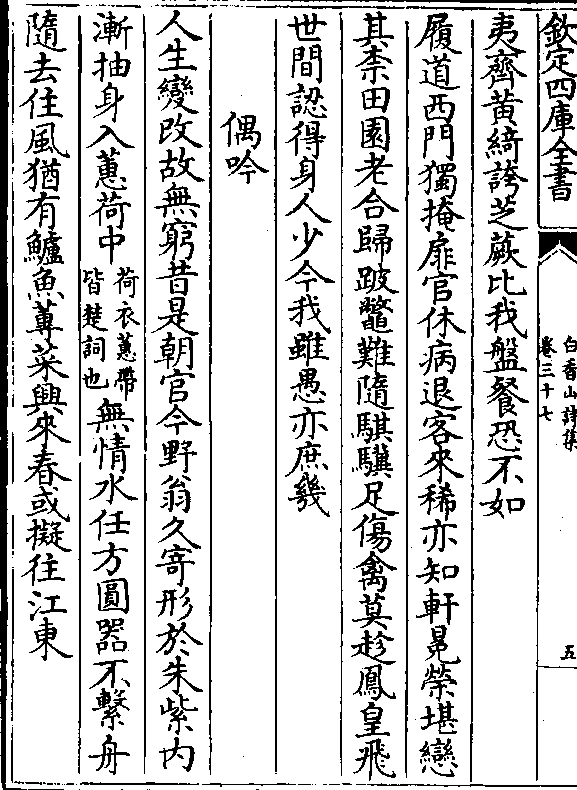 欽定四庫全書
白香山詩集
卷三十七
五
夷齊黃綺誇芝蕨比我盤餐恐不如
履道西門獨掩扉官休病退客來稀亦知軒冕榮堪戀
其柰田園老合歸跛鼈難隨騏驥足傷禽莫趁鳳皇飛
世間認得身人少今我雖愚亦庶幾
偶吟
人生變改故無窮昔是朝官今野翁久寄形於朱紫內
漸抽身入蕙荷中荷衣蕙帶皆楚詞也無情水任方圓器不繫舟
隨去住風猶有鱸魚蓴菜興來春或擬往江東